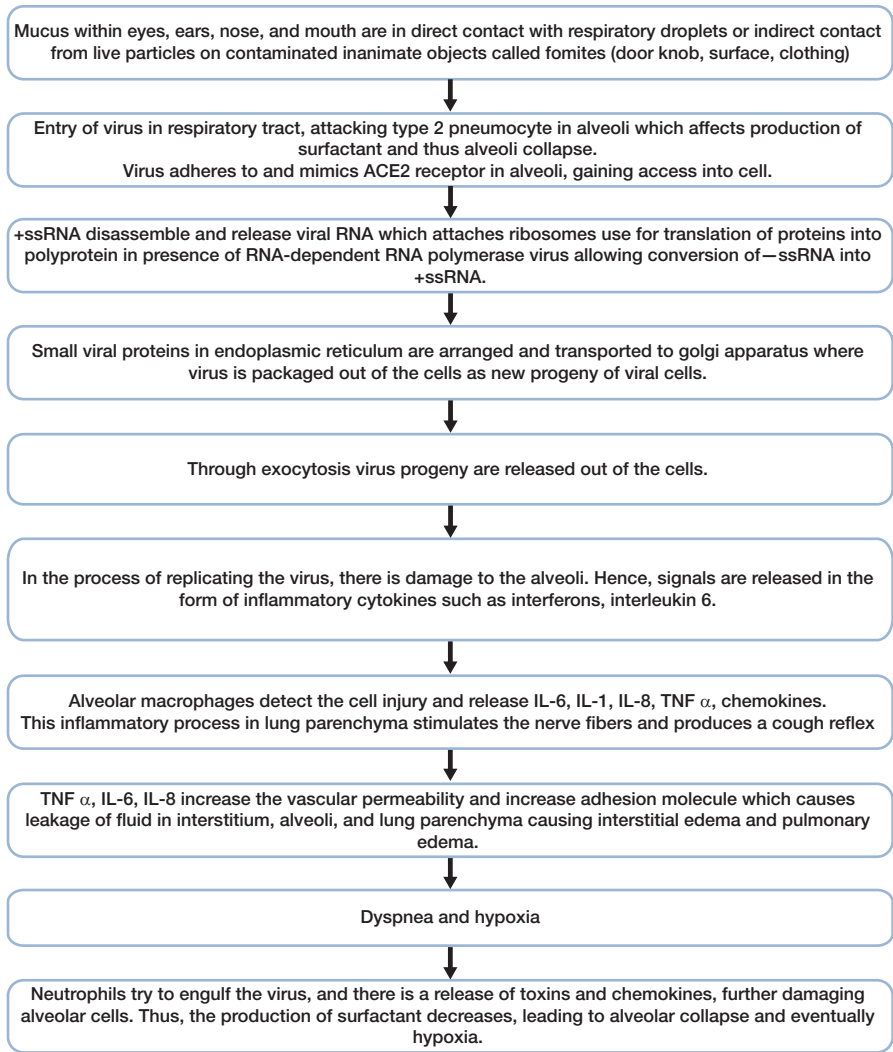 Mucus within eyes, ears, nose, and mouth are in direct contact with respiratory droplets or indirect contact
from live particles on contaminated inanimate objects called fomites (door knob, surface, clothing)
Entry of virus in respiratory tract, attacking type 2 pneumocyte in alveoli which affects production of
surfactant and thus alveoli collapse.
Virus adheres to and mimics ACE2 receptor in alveoli, gaining access into cell.
+ssRNA disassemble and release viral RNA which attaches ribosomes use for translation of proteins into
polyprotein in presence of RNA-dependent RNA polymerase virus allowing conversion of—ssRNA into
+ssRNA.
Small viral proteins in endoplasmic reticulum are arranged and transported to golgi apparatus where
virus is packaged out of the cells as new progeny of viral cells.
Through exocytosis virus progeny are released out of the cells.
In the process of replicating the virus, there is damage to the alveoli. Hence, signals are released in the
form of inflammatory cytokines such as interferons, interleukin 6.
Alveolar macrophages detect the cell injury and release IL-6, IL-1, IL-8, TNF α, chemokines.
This inflammatory process in lung parenchyma stimulates the nerve fibers and produces a cough reflex
TNF α, IL-6, IL-8 increase the vascular permeability and increase adhesion molecule which causes
leakage of fluid in interstitium, alveoli, and lung parenchyma causing interstitial edema and pulmonary
edema.
Dyspnea and hypoxia
Neutrophils try to engulf the virus, and there is a release of toxins and chemokines, further damaging
alveolar cells. Thus, the production of surfactant decreases, leading to alveolar collapse and eventually
hypoxia.